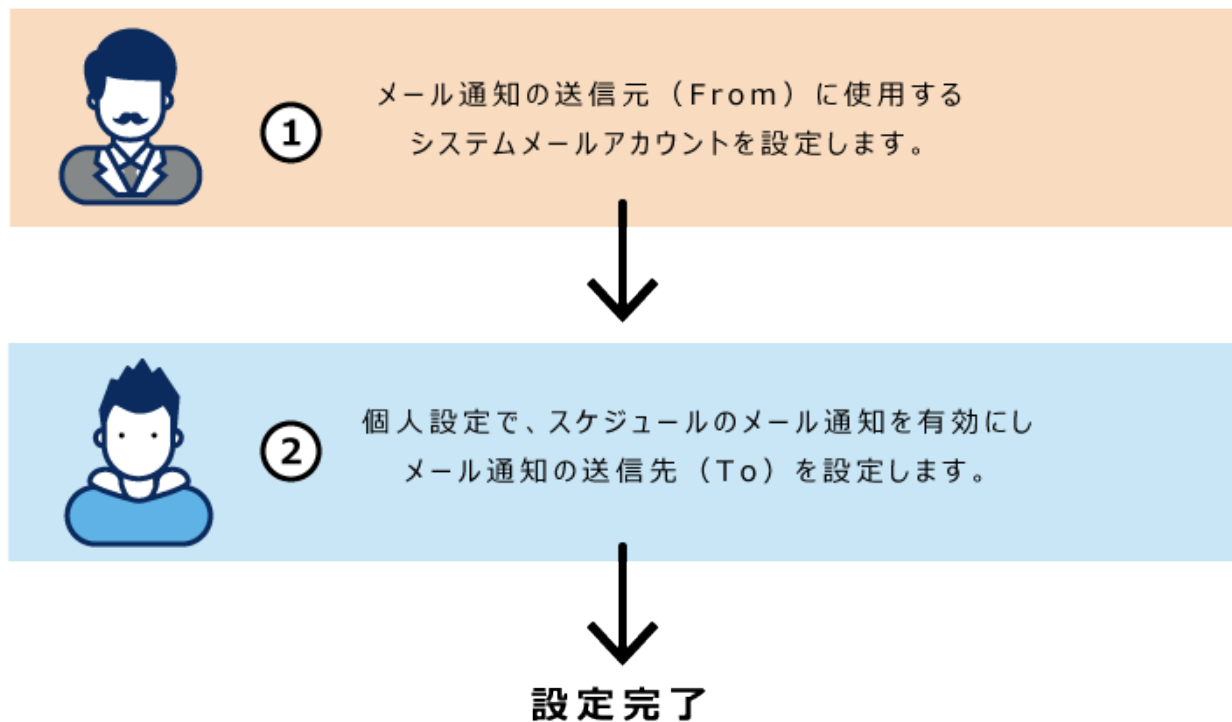 ①
メール通知の送信元（From）に使用する
システムメールアカウントを設定します。
②
個人設定で、スケジュールのメール通知を有効にし
メール通知の送信先（To）を設定します。
設定完了